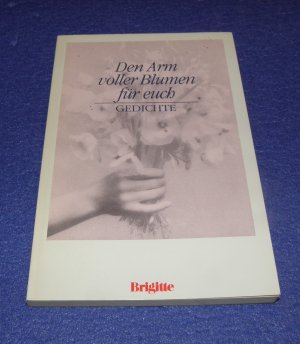 Den Arm
voller Blumen
für euch
GEDICHTE
Brigitte